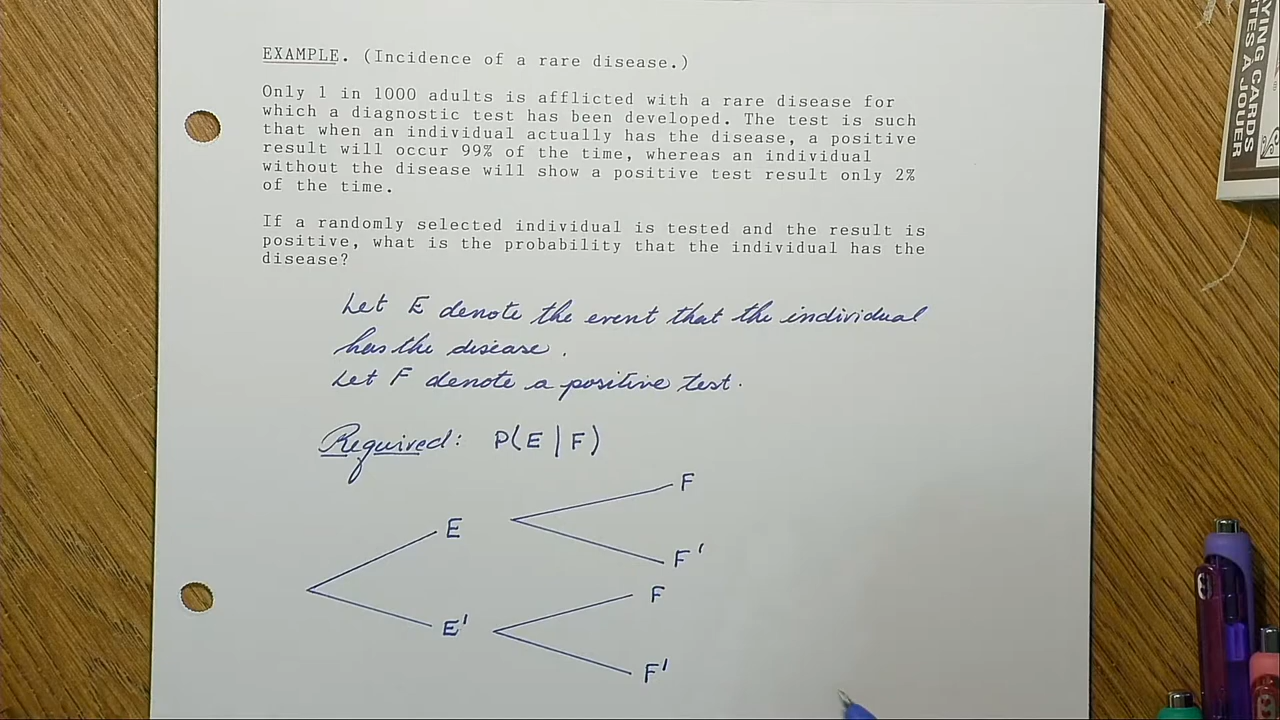 EXAMPLE. (Incidence of a rare disease.)
Only 1 in 1000 adults is afflicted with a rare disease for
which a diagnostic test has been developed. The test is such
that when an individual actually has the disease, a positive
result will occur 99% of the time, whereas an individual
without the disease will show a positive test result only 2%
of the time.
If a randomly selected individual is tested and the result is
positive, what is the probability that the individual has the
disease?
Let E denote the event that the individual
has the disease.
Let F denote a positive test.
Required: P(E | F)
F
E
F'
F
E'
F'
YING CARDS
TES A JOUER